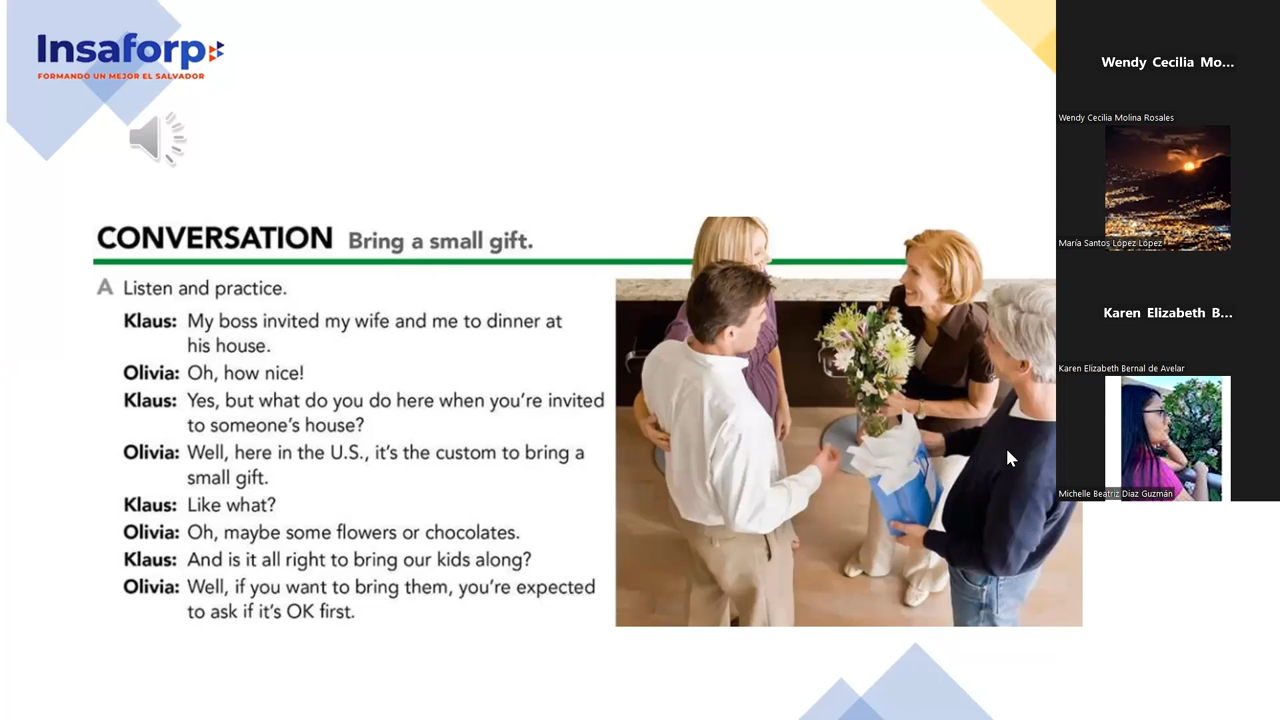 Insaforp
FORMANDO UN MEJOR EL SALVADOR
CONVERSATION Bring a small gift.
A Listen and practice.
Klaus: My boss invited my wife and me to dinner at
his house.
Olivia: Oh, how nice!
Klaus: Yes, but what do you do here when you're invited
to someone's house?
Olivia: Well, here in the U.S., it's the custom to bring a
small gift.
Klaus: Like what?
Olivia: Oh, maybe some flowers or chocolates.
Klaus: And is it all right to bring our kids along?
Olivia: Well, if you want to bring them, you're expected
to ask if it's OK first.
Wendy Cecilia Mo...
Wendy Cecilia Molina Rosales
María Santos López López
Karen Elizabeth B...
Karen Elizabeth Bernal de Avelar
Michelle Beatriz Díaz Guzmán